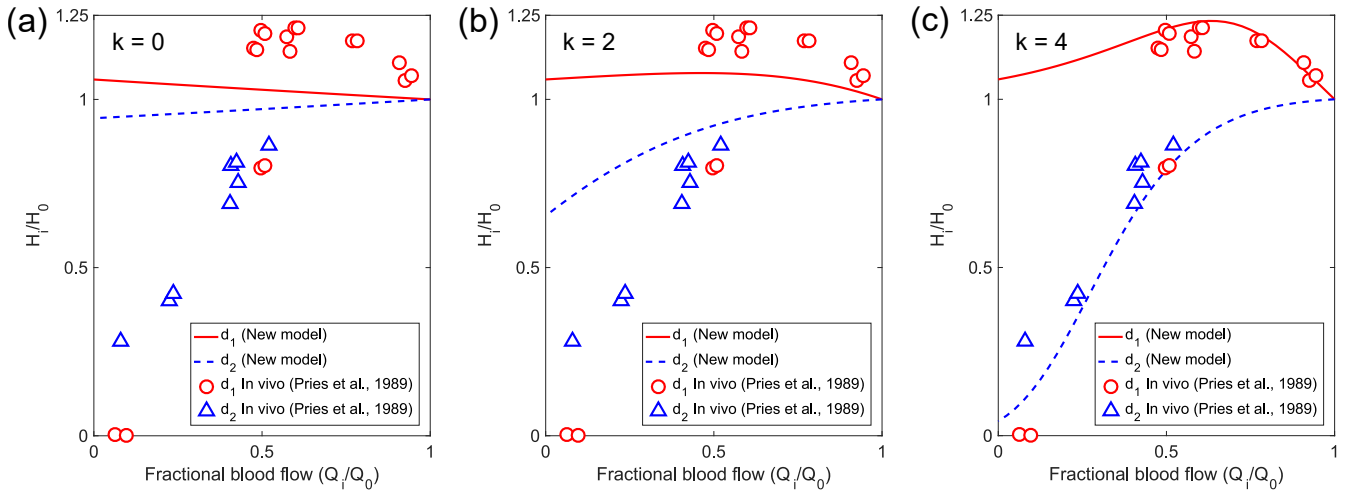 (a)
k = 0
1.25
1
0.5
0
H_i/H_0
d_1 (New model)
d_2 (New model)
d_1 In vivo (Pries et al., 1989)
d_2 In vivo (Pries et al., 1989)
0
0.5
1
Fractional blood flow (Q_i/Q_0)
(b)
k = 2
1.25
1
0.5
0
H_i/H_0
d_1 (New model)
d_2 (New model)
d_1 In vivo (Pries et al., 1989)
d_2 In vivo (Pries et al., 1989)
0
0.5
1
Fractional blood flow (Q_i/Q_0)
(c)
k = 4
1.25
1
0.5
0
H_i/H_0
d_1 (New model)
d_2 (New model)
d_1 In vivo (Pries et al., 1989)
d_2 In vivo (Pries et al., 1989)
0
0.5
1
Fractional blood flow (Q_i/Q_0)